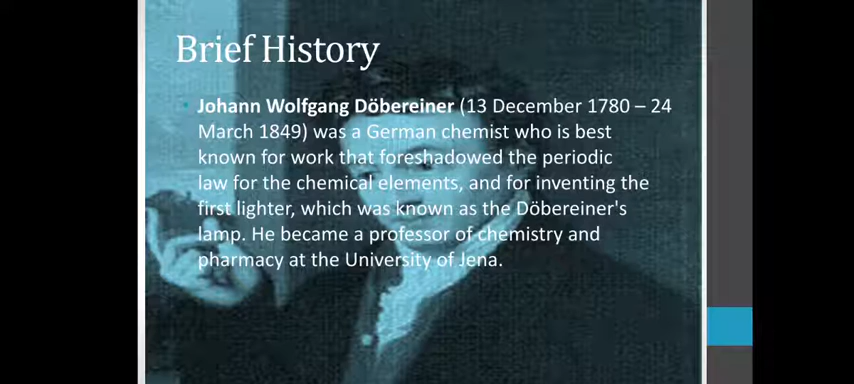 Brief History
Johann Wolfgang Döbereiner (13 December 1780 – 24
March 1849) was a German chemist who is best
known for work that foreshadowed the periodic
law for the chemical elements, and for inventing the
first lighter, which was known as the Döbereiner's
lamp. He became a professor of chemistry and
pharmacy at the University of Jena.